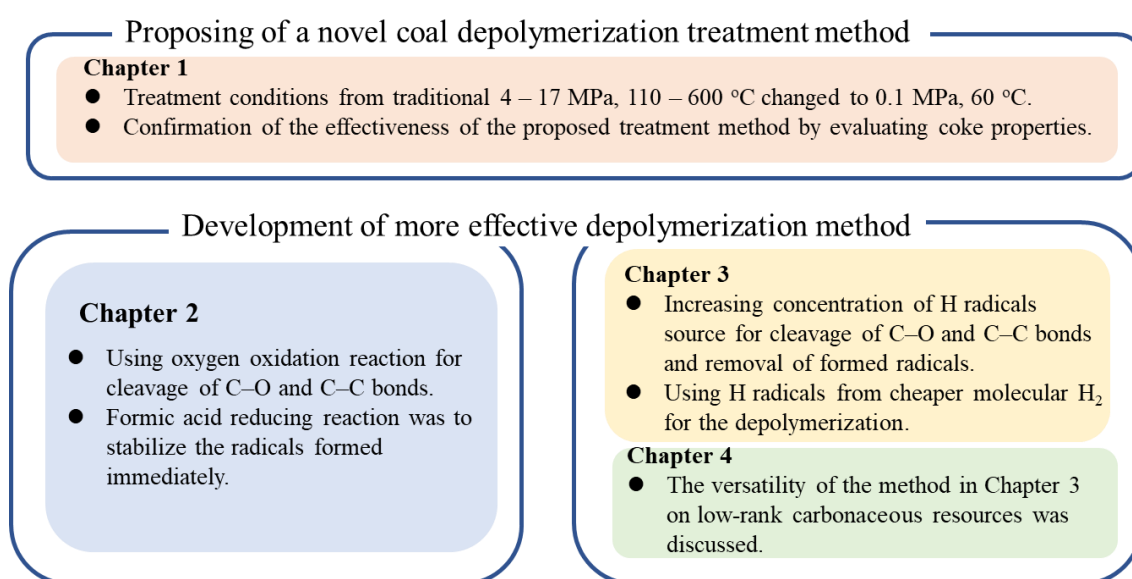 Proposing of a novel coal depolymerization treatment method
Chapter 1
● Treatment conditions from traditional 4 – 17 MPa, 110 – 600 °C changed to 0.1 MPa, 60 °C.
● Confirmation of the effectiveness of the proposed treatment method by evaluating coke properties.
Development of more effective depolymerization method
Chapter 2
● Using oxygen oxidation reaction for
cleavage of C–O and C–C bonds.
● Formic acid reducing reaction was to
stabilize the radicals formed
immediately.
Chapter 3
● Increasing concentration of H radicals
source for cleavage of C–O and C–C bonds
and removal of formed radicals.
● Using H radicals from cheaper molecular H₂
for the depolymerization.
Chapter 4
● The versatility of the method in Chapter 3
on low-rank carbonaceous resources was
discussed.